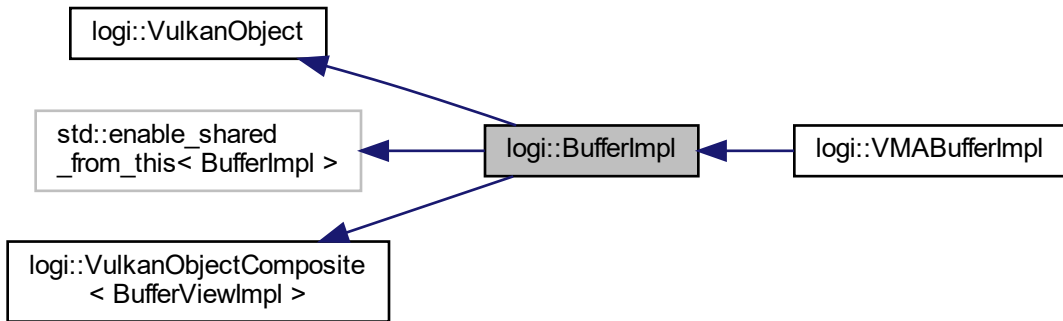 logi::VulkanObject
std::enable_shared
_from_this< BufferImpl >
logi::VulkanObjectComposite
< BufferViewImpl >
logi::BufferImpl
logi::VMABufferImpl